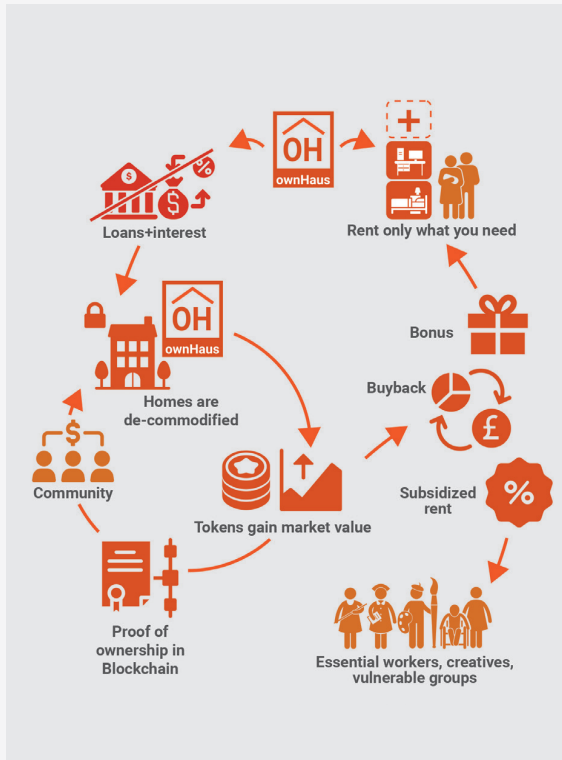 OH
ownHaus
Loans+interest
Rent only what you need
OH
ownHaus
Homes are
de-commodified
Bonus
Buyback
£
$
Community
Tokens gain market value
Subsidized
rent
%
Proof of
ownership in
Blockchain
Essential workers, creatives,
vulnerable groups